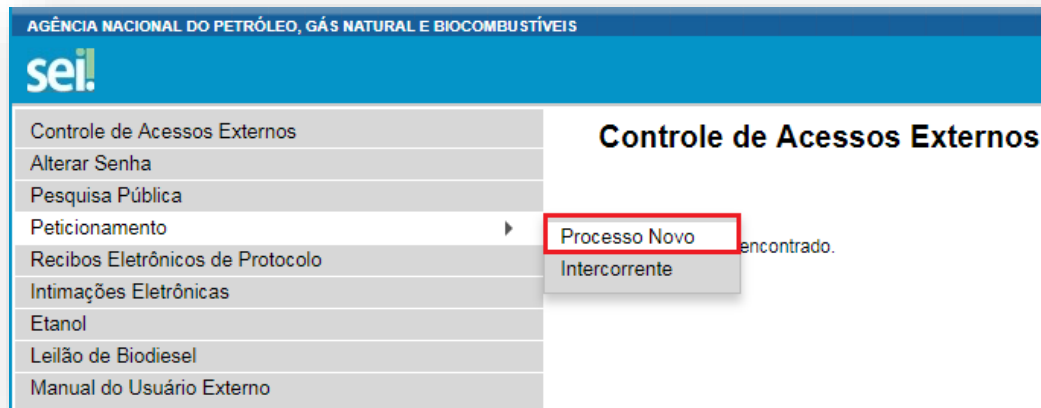 AGÊNCIA NACIONAL DO PETRÓLEO, GÁS NATURAL E BIOCOMBUSTÍVEIS
sei!
Controle de Acessos Externos
Alterar Senha
Pesquisa Pública
Peticionamento
Recibos Eletrônicos de Protocolo
Intimações Eletrônicas
Etanol
Leilão de Biodiesel
Manual do Usuário Externo
Controle de Acessos Externos
Processo Novo
Intercorrente
encontrado.